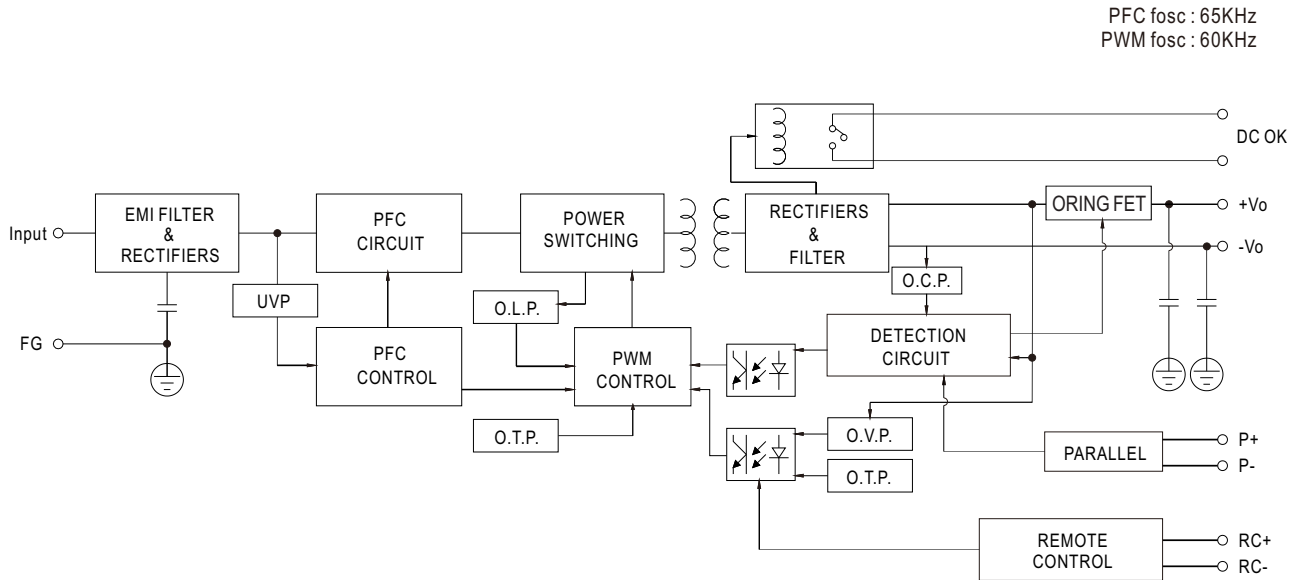 PFC fosc : 65KHz
PWM fosc : 60KHz
DC OK
EMI FILTER
&
RECTIFIERS
PFC
CIRCUIT
POWER
SWITCHING
RECTIFIERS
&
FILTER
ORING FET
+Vo
Input
-Vo
UVP
O.L.P.
O.C.P.
FG
PFC
CONTROL
PWM
CONTROL
DETECTION
CIRCUIT
O.T.P.
O.V.P.
O.T.P.
PARALLEL
P+
P-
REMOTE
CONTROL
RC+
RC-